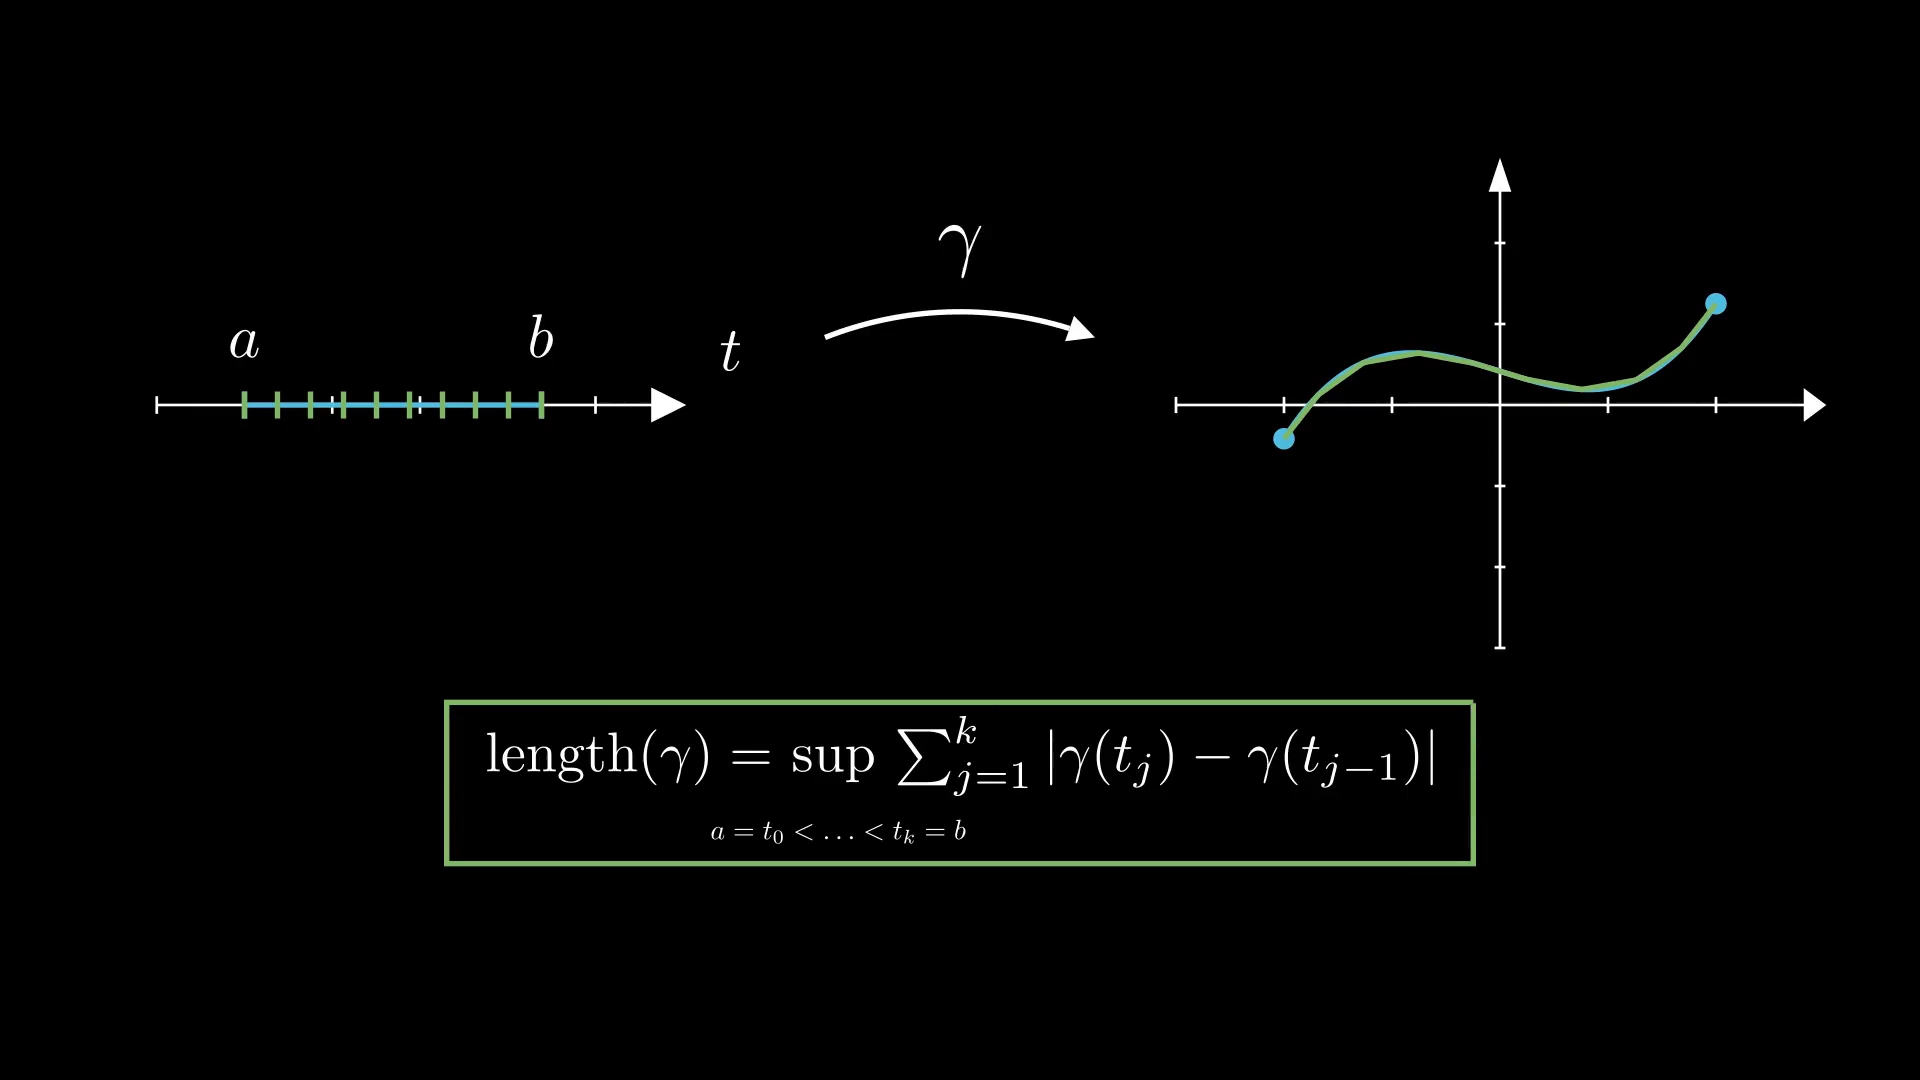 γ
a b t
length(γ) = sup ∑_{j=1}^{k} |γ(t_j) − γ(t_{j−1})|
a = t_0 < … < t_k = b